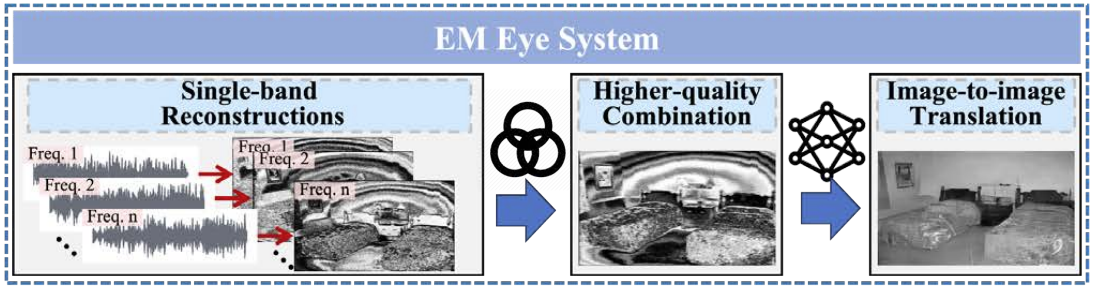 EM Eye System
Single-band
Reconstructions
Freq. 1
Freq. 2
Freq. n
Freq. 1
Freq. 2
Freq. n
Higher-quality
Combination
Image-to-image
Translation